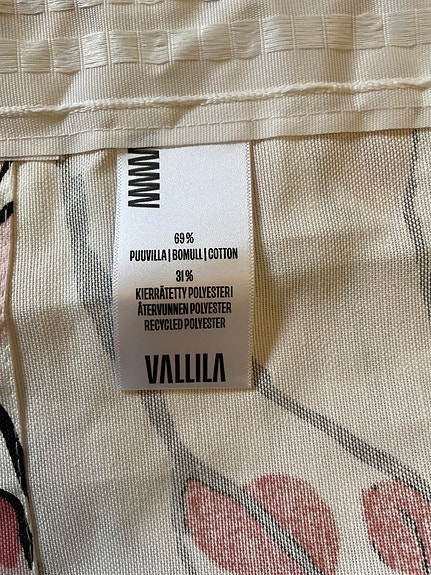 69%
PUUVILLA | BOMULL | COTTON
31%
KIERRÄTETTY POLYESTERI
ÅTERVUNNEN POLYESTER
RECYCLED POLYESTER
VALLILA